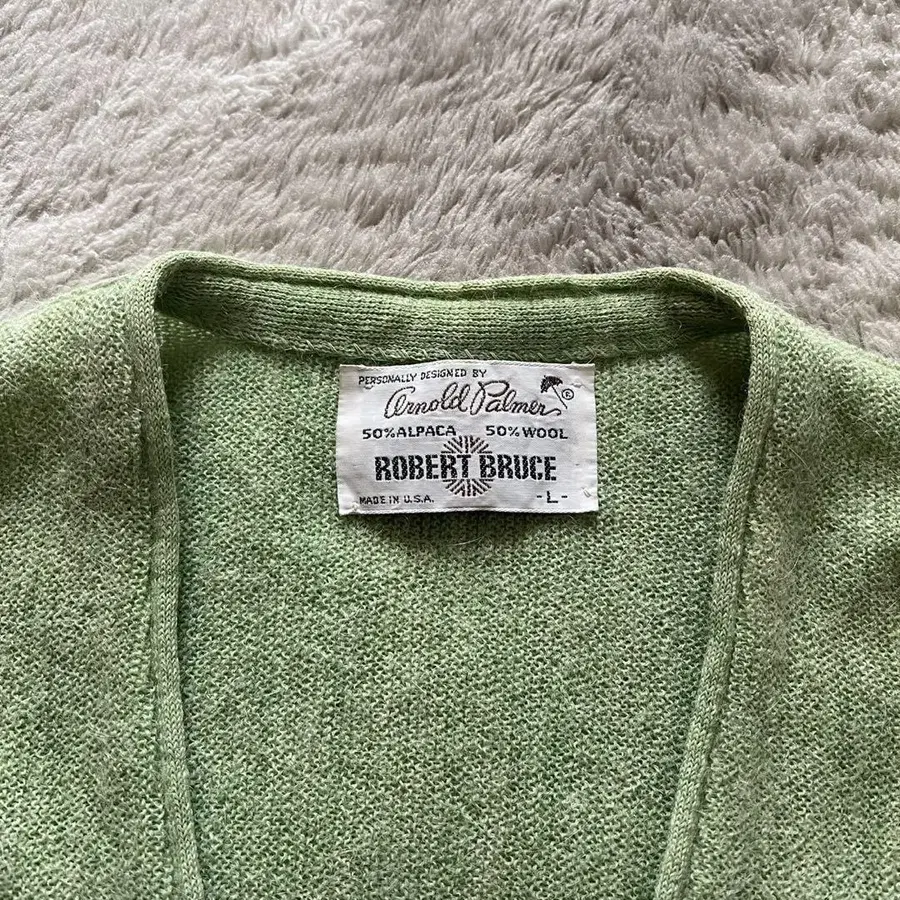 PERSONALLY DESIGNED BY
Arnold Palmer ®
50% ALPACA 50% WOOL
ROBERT BRUCE
MADE IN U.S.A. -L-